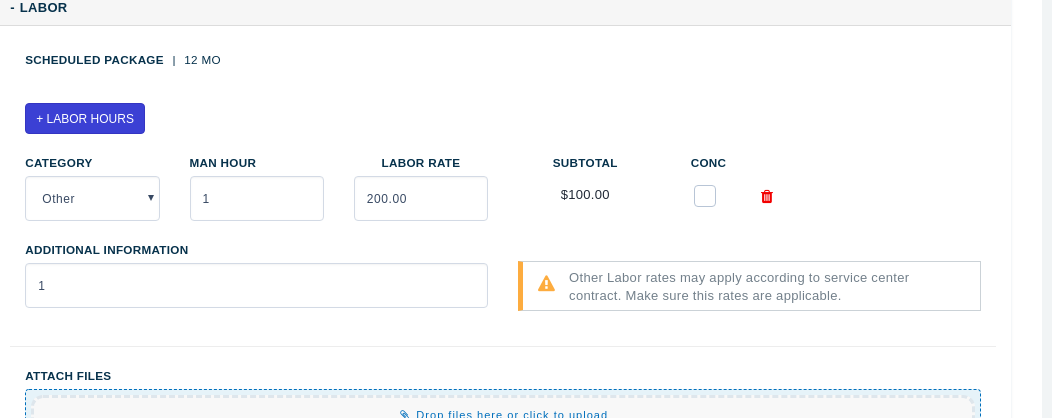 - LABOR
SCHEDULED PACKAGE | 12 MO
+ LABOR HOURS
CATEGORY MAN HOUR LABOR RATE SUBTOTAL CONC
Other 1 200.00 $100.00
ADDITIONAL INFORMATION
1
Other Labor rates may apply according to service center
contract. Make sure this rates are applicable.
ATTACH FILES
Drop files here or click to upload